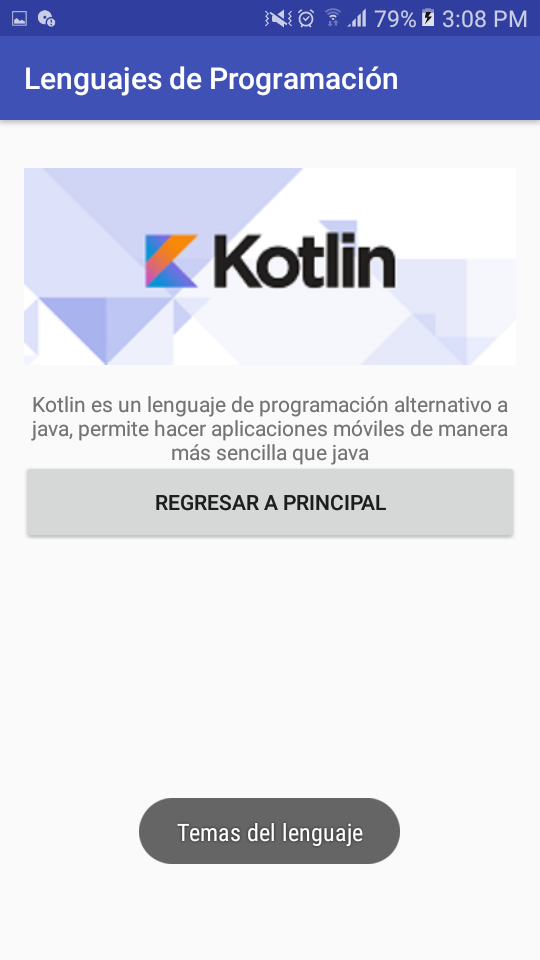 79% 3:08 PM
Lenguajes de Programación
Kotlin
Kotlin es un lenguaje de programación alternativo a
java, permite hacer aplicaciones móviles de manera
más sencilla que java
REGRESAR A PRINCIPAL
Temas del lenguaje